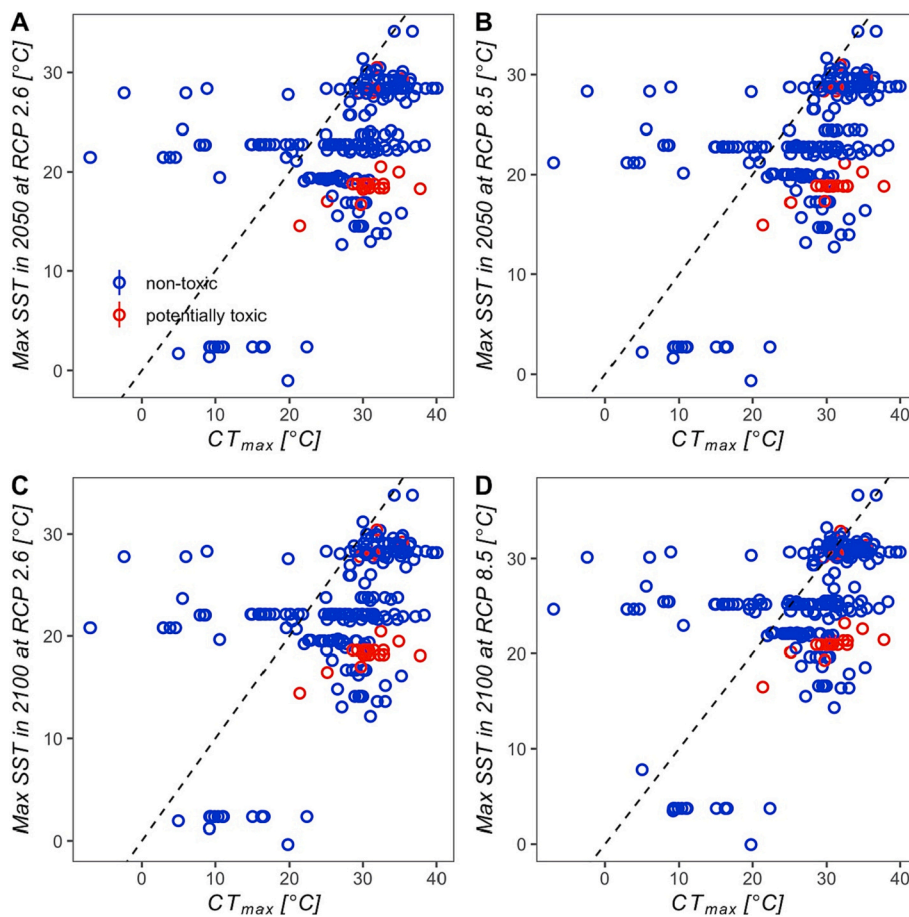 A
B
Max SST in 2050 at RCP 2.6 [°C]
30
20
10
0
non-toxic
potentially toxic
0
10
20
30
40
CTmax [°C]
Max SST in 2050 at RCP 8.5 [°C]
30
20
10
0
0
10
20
30
40
CTmax [°C]
C
D
Max SST in 2100 at RCP 2.6 [°C]
30
20
10
0
0
10
20
30
40
CTmax [°C]
Max SST in 2100 at RCP 8.5 [°C]
40
30
20
10
0
0
10
20
30
40
CTmax [°C]